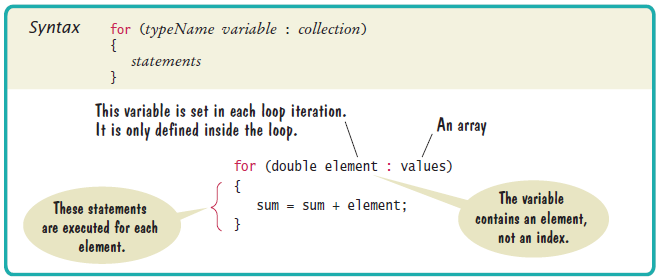 Syntax for (typeName variable : collection)
{
statements
}
This variable is set in each loop iteration.
It is only defined inside the loop.
An array
for (double element : values)
{
sum = sum + element;
}
These statements
are executed for each
element.
The variable
contains an element,
not an index.